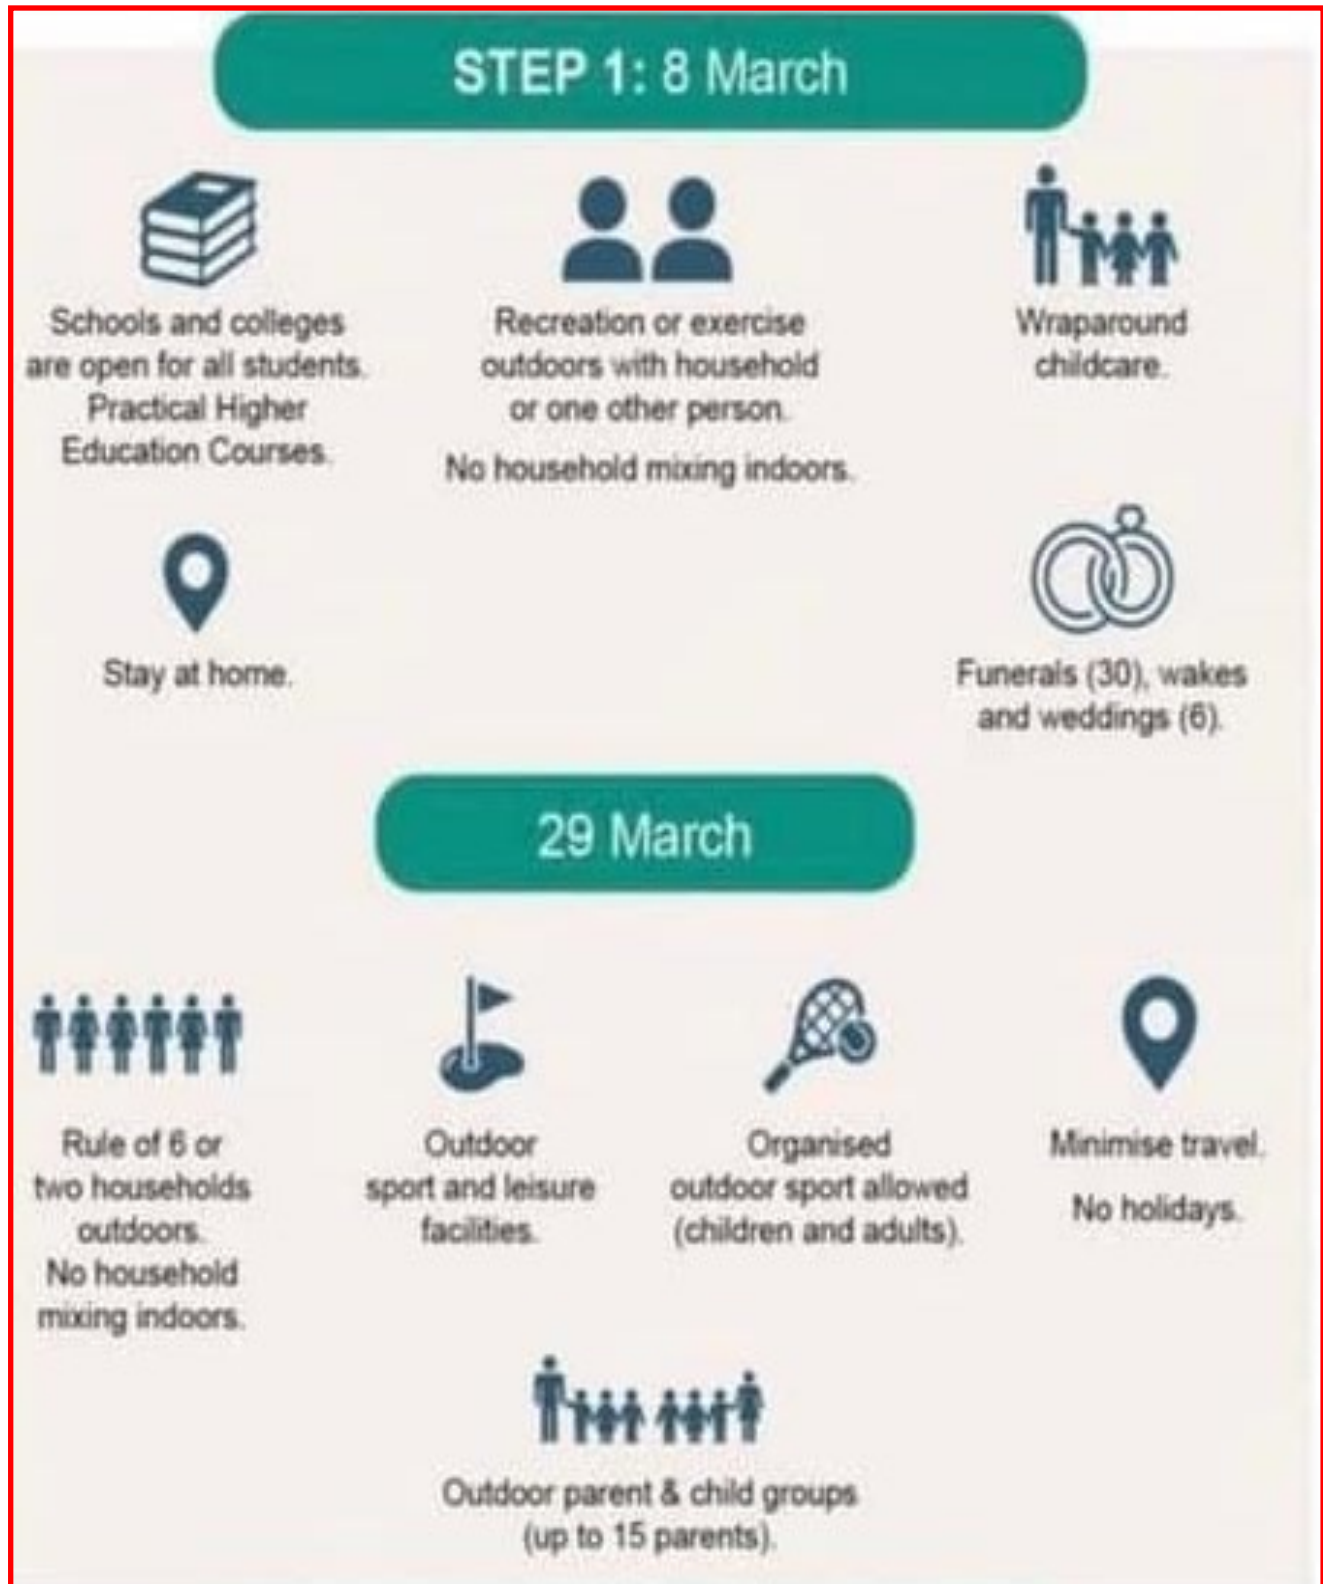 STEP 1: 8 March
Schools and colleges
are open for all students.
Practical Higher
Education Courses.
Recreation or exercise
outdoors with household
or one other person.
No household mixing indoors.
Wraparound
childcare.
Stay at home.
Funerals (30), wakes
and weddings (6).
29 March
Rule of 6 or
two households
outdoors.
No household
mixing indoors.
Outdoor
sport and leisure
facilities.
Organised
outdoor sport allowed
(children and adults).
Minimise travel.
No holidays.
Outdoor parent & child groups
(up to 15 parents).